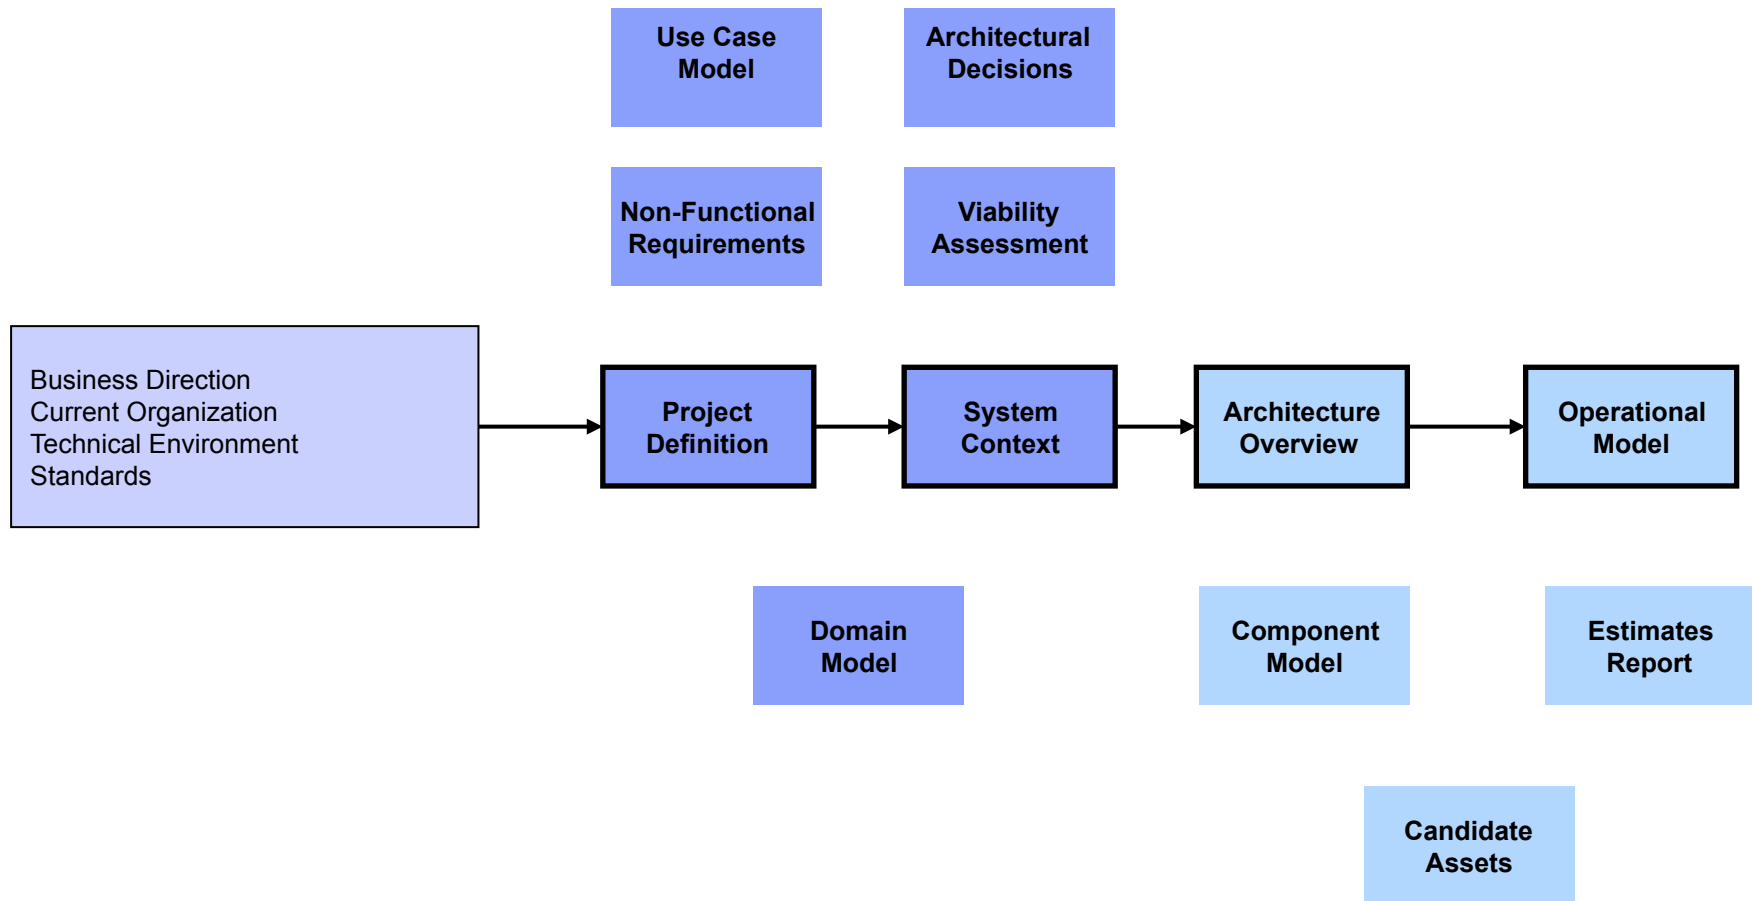 Use Case
Model
Architectural
Decisions
Non-Functional
Requirements
Viability
Assessment
Business Direction
Current Organization
Technical Environment
Standards
Project
Definition
System
Context
Architecture
Overview
Operational
Model
Domain
Model
Component
Model
Estimates
Report
Candidate
Assets